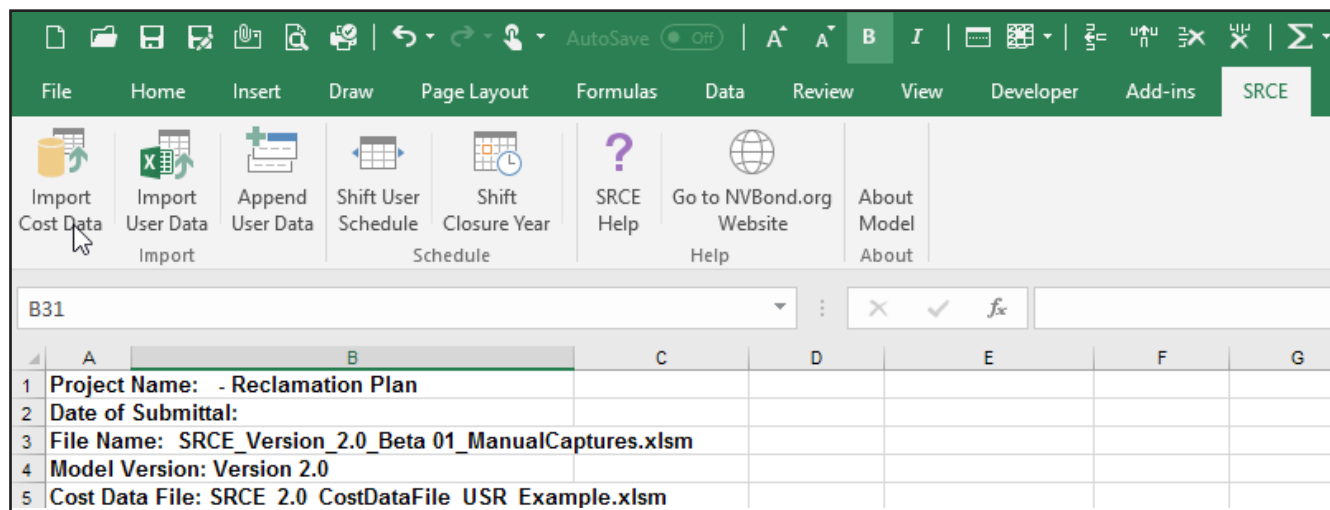 AutoSave Off A A B I
File Home Insert Draw Page Layout Formulas Data Review View Developer Add-ins SRCE
Import Import Append Shift User Shift SRCE Go to NVBond.org About
Cost Data User Data User Data Schedule Closure Year Help Website Model
Import Schedule Help About
B31 fx
A B C D E F G
1 Project Name: - Reclamation Plan
2 Date of Submittal:
3 File Name: SRCE_Version_2.0_Beta 01_ManualCaptures.xlsm
4 Model Version: Version 2.0
5 Cost Data File: SRCE_2.0_CostDataFile_USR_Example.xlsm